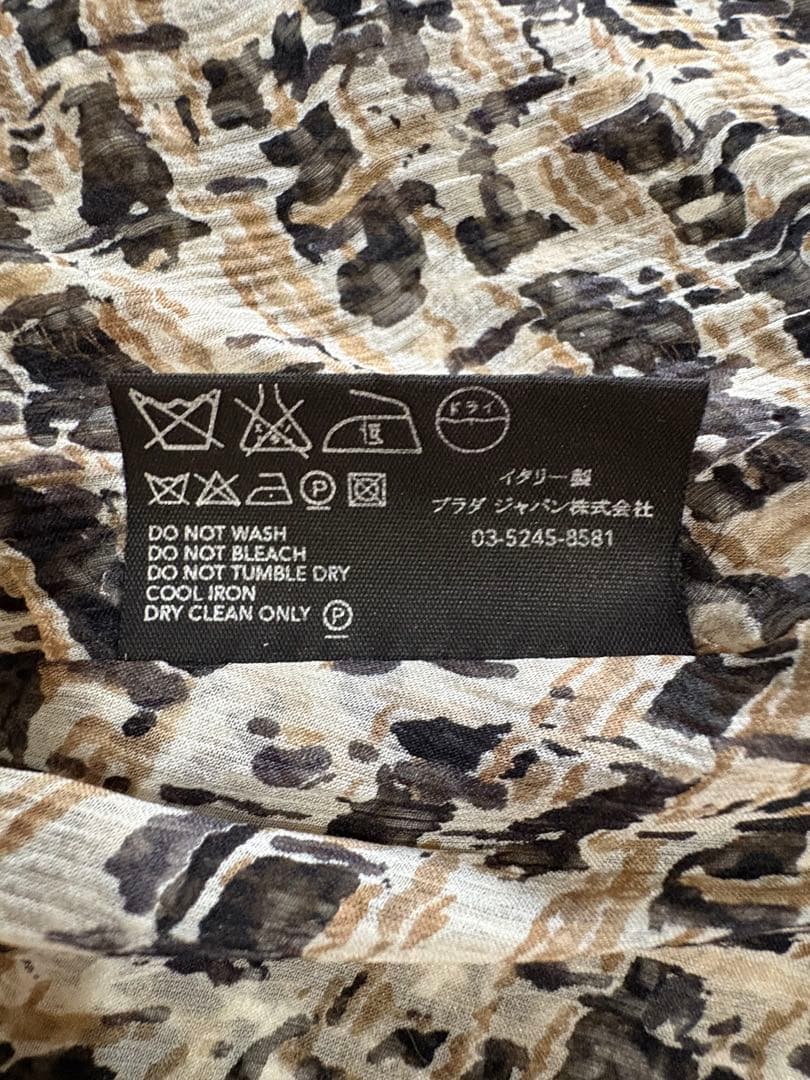 低
ドライ
P
イタリー製
プラダ ジャパン株式会社
03-5245-8581
DO NOT WASH
DO NOT BLEACH
DO NOT TUMBLE DRY
COOL IRON
DRY CLEAN ONLY P